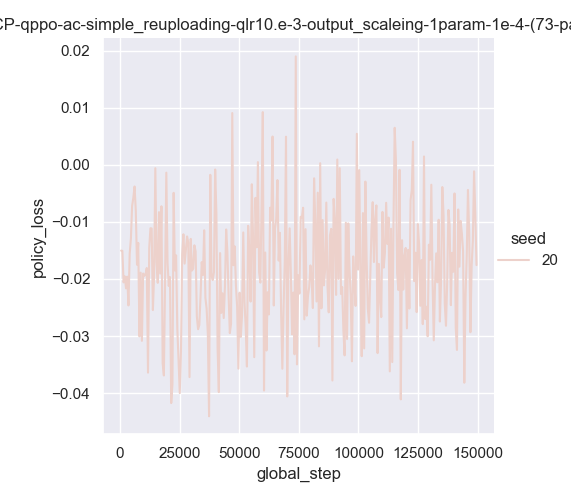 CP-qppo-ac-simple_reuploading-qlr10.e-3-output_scaleing-1param-1e-4-(73-pa
0.02
0.01
0.00
−0.01
−0.02
−0.03
−0.04
policy_loss
0 25000 50000 75000 100000 125000 150000
global_step
seed
20